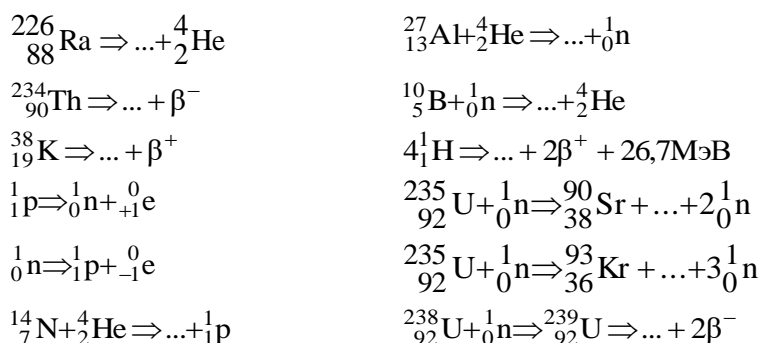 ²²⁶₈₈Ra ⇒ ...+⁴₂He
²³⁴₉₀Th ⇒ ... + β⁻
³⁸₁₉K ⇒ ... + β⁺
¹₁p⇒¹₀n+⁰₊₁e
¹₀n⇒¹₁p+⁰₋₁e
¹⁴₇N+⁴₂He ⇒...+¹₁p
²⁷₁₃Al+⁴₂He ⇒...+¹₀n
¹⁰₅B+¹₀n ⇒...+⁴₂He
4¹₁H ⇒ ... + 2β⁺ + 26,7МэВ
²³⁵₉₂U+¹₀n⇒⁹⁰₃₈Sr + ...+2¹₀n
²³⁵₉₂U+¹₀n⇒⁹³₃₆Kr + ...+3¹₀n
²³⁸₉₂U+¹₀n⇒²³⁹₉₂U ⇒... + 2β⁻